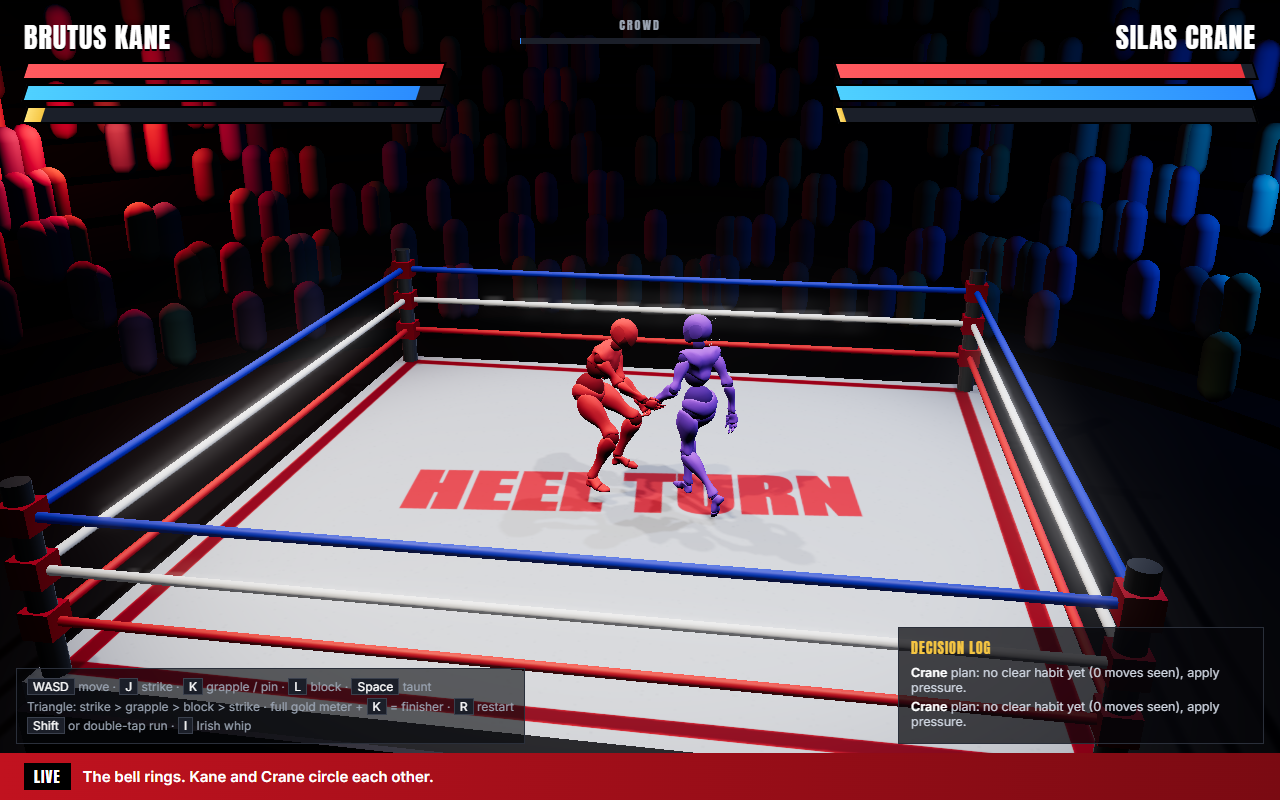 BRUTUS KANE
CROWD
SILAS CRANE
HEEL TURN
DECISION LOG
Crane plan: no clear habit yet (0 moves seen), apply
pressure.
Crane plan: no clear habit yet (0 moves seen), apply
pressure.
WASD move · J strike · K grapple / pin · L block · Space taunt
Triangle: strike > grapple > block > strike · full gold meter + K = finisher · R restart
Shift or double-tap run · I Irish whip
LIVE The bell rings. Kane and Crane circle each other.